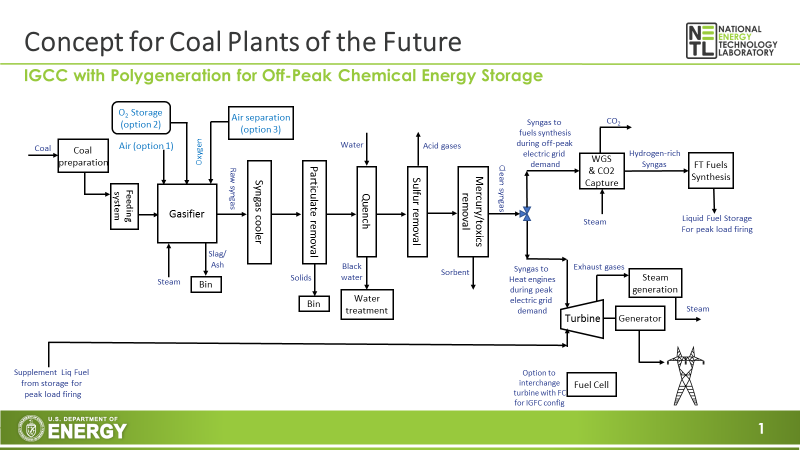 Concept for Coal Plants of the Future
NETL
NATIONAL
ENERGY
TECHNOLOGY
LABORATORY
IGCC with Polygeneration for Off-Peak Chemical Energy Storage
O2 Storage
(option 2)
Air separation
(option 3)
Air (option 1)
Oxygen
Coal
Coal
preparation
Feeding
system
Gasifier
Steam
Slag/
Ash
Bin
Raw syngas
Syngas cooler
Particulate removal
Solids
Bin
Water
Quench
Black
water
Water
treatment
Acid gases
Sulfur removal
Mercury/toxics
removal
Sorbent
Clean syngas
Syngas to
fuels synthesis
during off-peak
electric grid
demand
CO2
WGS
& CO2
Capture
Steam
Hydrogen-rich
Syngas
FT Fuels
Synthesis
Liquid Fuel Storage
For peak load firing
Syngas to
Heat engines
during peak
electric grid
demand
Exhaust gases
Steam
generation
Steam
Turbine
Generator
Supplement Liq Fuel
from storage for
peak load firing
Option to
interchange
turbine with FC
for IGFC config
Fuel Cell
U.S. DEPARTMENT OF
ENERGY
1